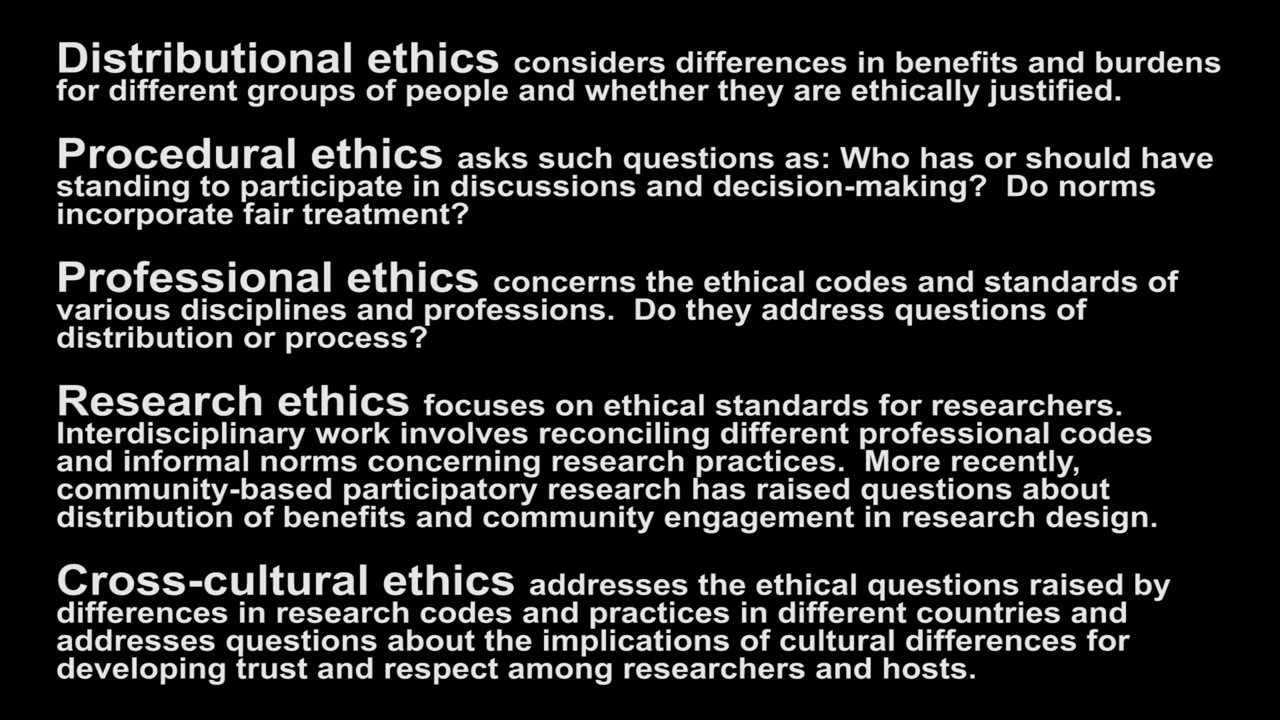 Distributional ethics considers differences in benefits and burdens
for different groups of people and whether they are ethically justified.
Procedural ethics asks such questions as: Who has or should have
standing to participate in discussions and decision-making?  Do norms
incorporate fair treatment?
Professional ethics concerns the ethical codes and standards of
various disciplines and professions.  Do they address questions of
distribution or process?
Research ethics focuses on ethical standards for researchers.
Interdisciplinary work involves reconciling different professional codes
and informal norms concerning research practices.  More recently,
community-based participatory research has raised questions about
distribution of benefits and community engagement in research design.
Cross-cultural ethics addresses the ethical questions raised by
differences in research codes and practices in different countries and
addresses questions about the implications of cultural differences for
developing trust and respect among researchers and hosts.